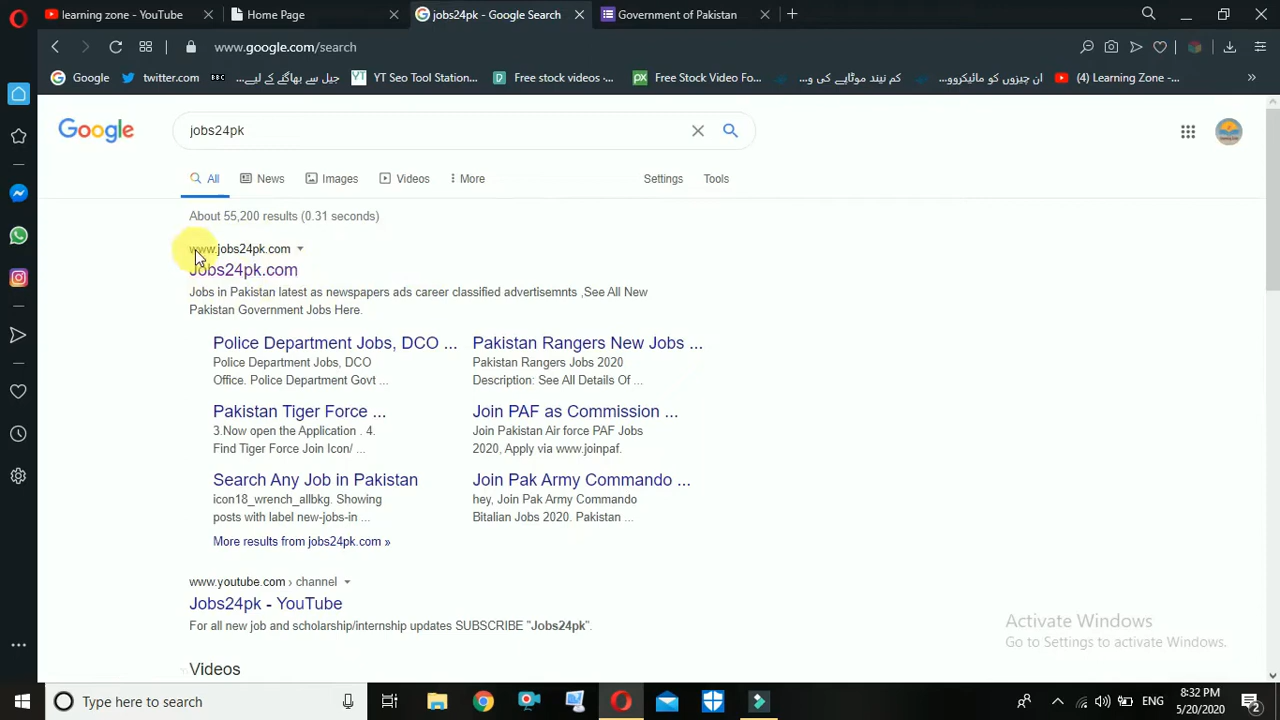 learning zone - YouTube
Home Page
jobs24pk - Google Search
Government of Pakistan
www.google.com/search
Google
twitter.com
BBC
جیل سے بھاگنے کے لیے...
YT
YT Seo Tool Station...
Free stock videos ·...
px
Free Stock Video Fo...
کم نیند موٹاپے کی و...
ان چیزوں کو مائیکروو...
(4) Learning Zone -...
Google
jobs24pk
All
News
Images
Videos
More
Settings
Tools
About 55,200 results (0.31 seconds)
www.jobs24pk.com
Jobs24pk.com
Jobs in Pakistan latest as newspapers ads career classified advertisemnts ,See All New
Pakistan Government Jobs Here.
Police Department Jobs, DCO ...
Police Department Jobs, DCO
Office. Police Department Govt ...
Pakistan Rangers New Jobs ...
Pakistan Rangers Jobs 2020
Description: See All Details Of ...
Pakistan Tiger Force ...
3.Now open the Application . 4.
Find Tiger Force Join Icon/ ...
Join PAF as Commission ...
Join Pakistan Air force PAF Jobs
2020, Apply via www.joinpaf.
Search Any Job in Pakistan
icon18_wrench_allbkg. Showing
posts with label new-jobs-in ...
Join Pak Army Commando ...
hey, Join Pak Army Commando
Bitalian Jobs 2020. Pakistan ...
More results from jobs24pk.com »
www.youtube.com › channel
Jobs24pk - YouTube
For all new job and scholarship/internship updates SUBSCRIBE "Jobs24pk".
Videos
Activate Windows
Go to Settings to activate Windows.
Type here to search
ENG
8:32 PM
5/20/2020
2